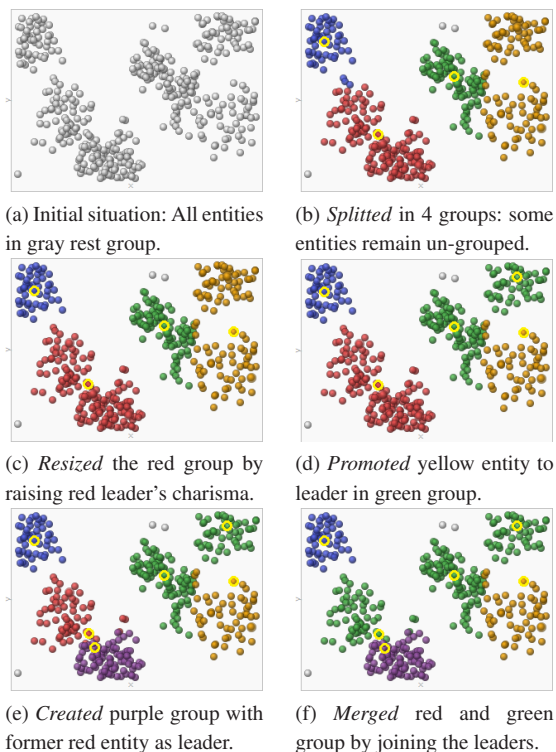 (a) Initial situation: All entities
in gray rest group.
(b) Splitted in 4 groups: some
entities remain un-grouped.
(c) Resized the red group by
raising red leader's charisma.
(d) Promoted yellow entity to
leader in green group.
(e) Created purple group with
former red entity as leader.
(f) Merged red and green
group by joining the leaders.